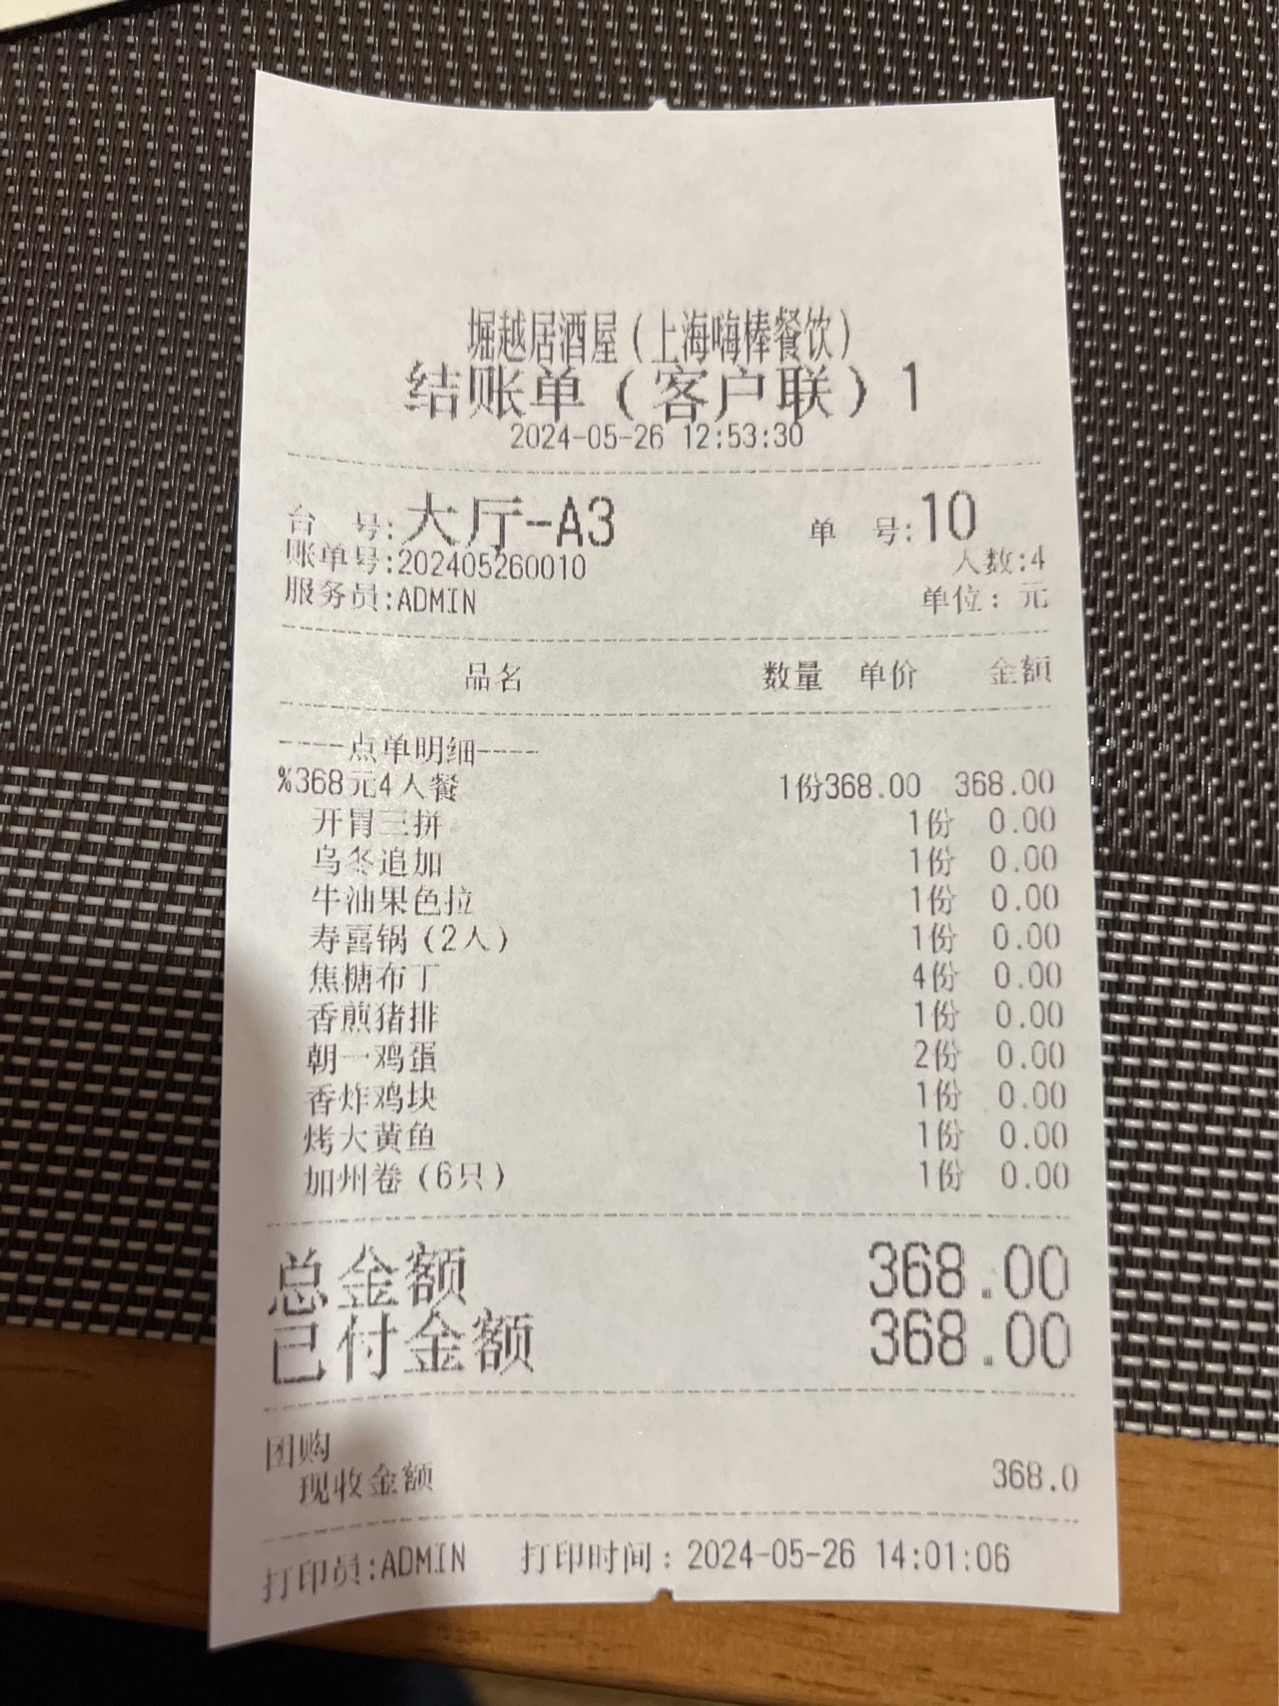 堀越居酒屋(上海嗨棒餐饮)
结账单(客户联)1
2024-05-26 12:53:30
台 号:大厅-A3 单 号:10
账单号:202405260010 人数:4
服务员:ADMIN 单位: 元
品名 数量 单价 金额
----点单明细----
%368元4人餐 1份368.00 368.00
开胃三拼 1份 0.00
乌冬追加 1份 0.00
牛油果色拉 1份 0.00
寿喜锅(2人) 1份 0.00
焦糖布丁 4份 0.00
香煎猪排 1份 0.00
朝一鸡蛋 2份 0.00
香炸鸡块 1份 0.00
烤大黄鱼 1份 0.00
加州卷(6只) 1份 0.00
总金额 368.00
已付金额 368.00
团购
现收金额 368.0
打印员:ADMIN 打印时间:2024-05-26 14:01:06